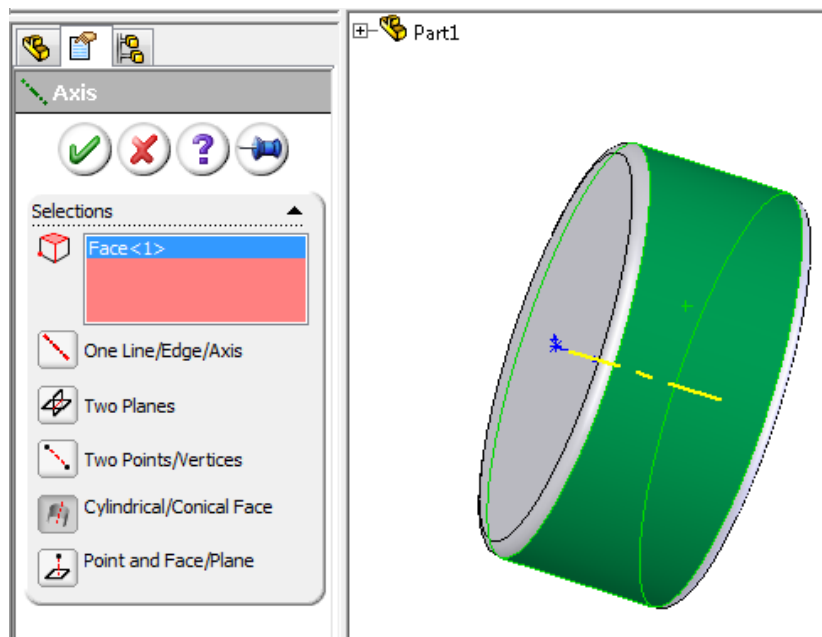 Part1
Axis
Selections
Face<1>
One Line/Edge/Axis
Two Planes
Two Points/Vertices
Cylindrical/Conical Face
Point and Face/Plane